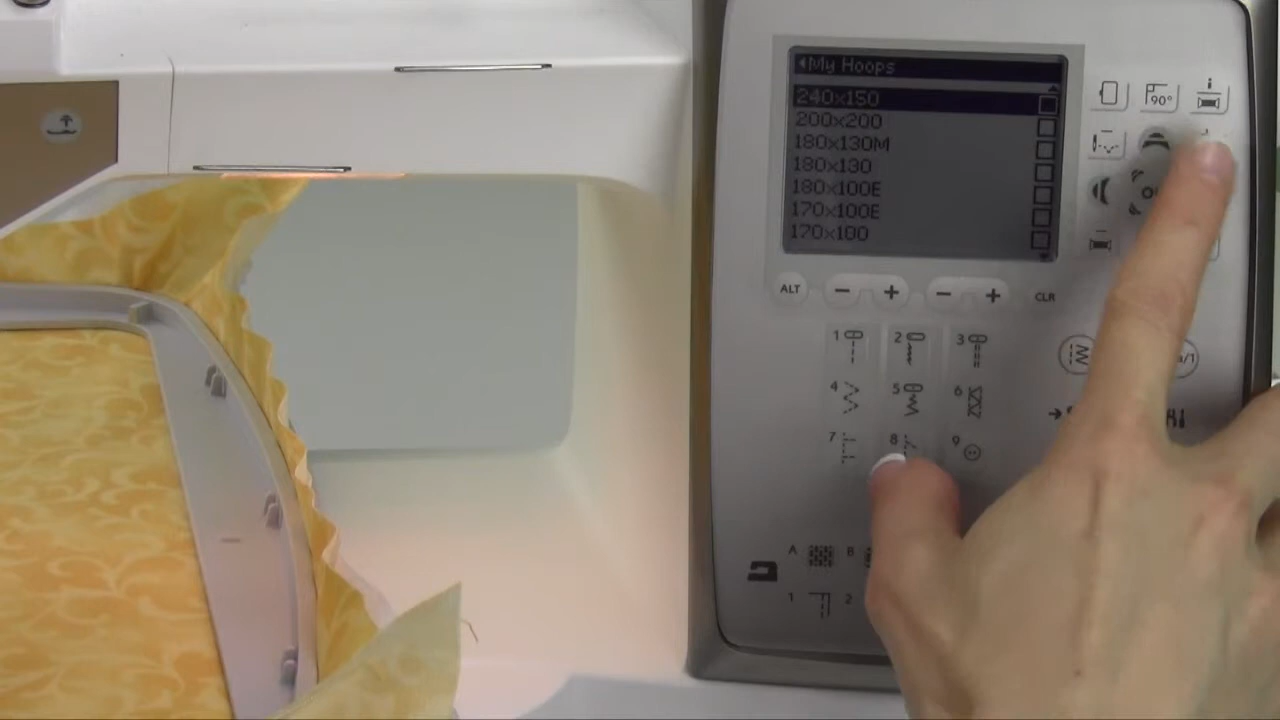 My Hoops
240x150
200x200
180x130M
180x130
180x100E
170x100E
170x100
90°
ALT − + − + CLR
1 2 3
4 5 6
7 8 9
A B
1 2